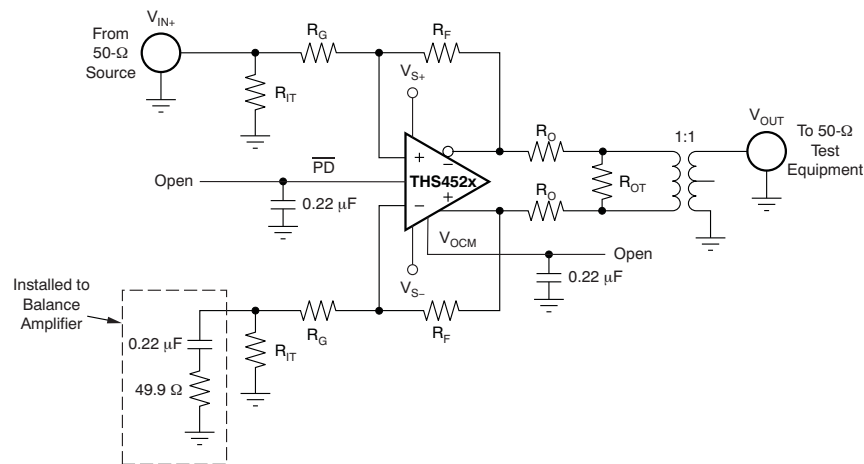 V_IN+
From
50-Ω
Source
R_G
R_F
R_IT
V_S+
PD
Open
0.22 μF
+
−
THS452x
−
+
R_O
R_O
R_OT
1:1
V_OUT
To 50-Ω
Test
Equipment
V_OCM
Open
0.22 μF
V_S−
Installed to
Balance
Amplifier
0.22 μF
49.9 Ω
R_IT
R_G
R_F